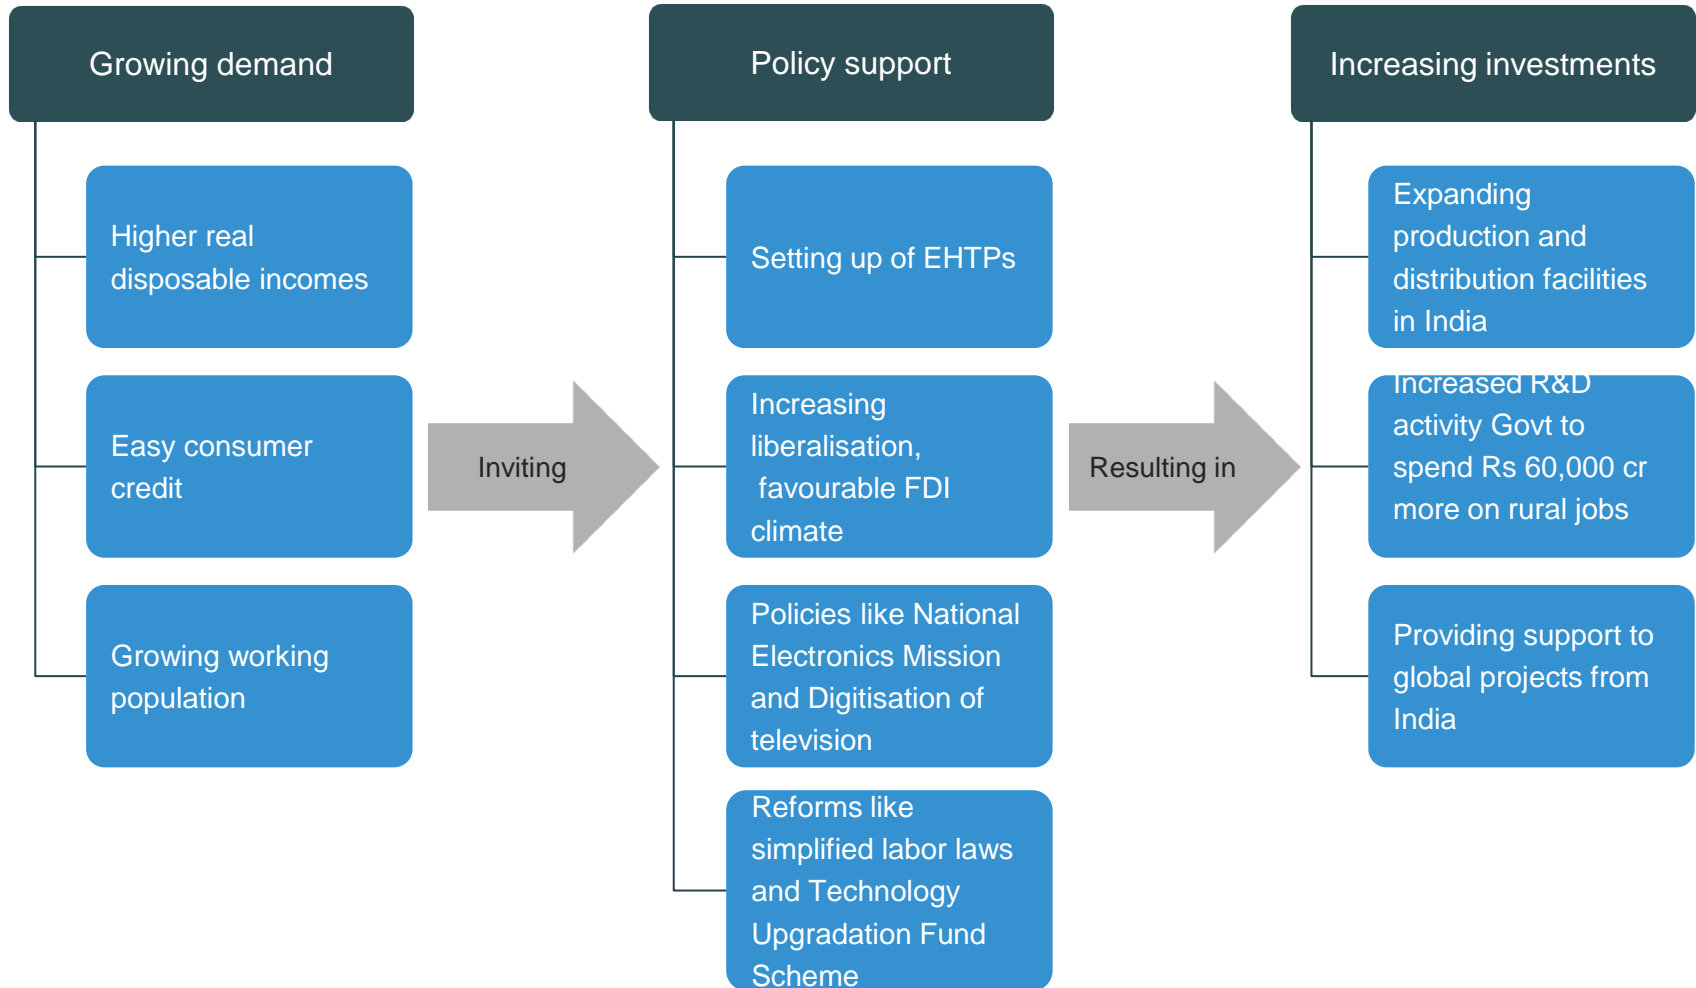 Growing demand
Higher real
disposable incomes
Easy consumer
credit
Growing working
population
Inviting
Policy support
Setting up of EHTPs
Increasing
liberalisation,
favourable FDI
climate
Policies like National
Electronics Mission
and Digitisation of
television
Reforms like
simplified labor laws
and Technology
Upgradation Fund
Scheme
Resulting in
Increasing investments
Expanding
production and
distribution facilities
in India
Increased R&D
activity Govt to
spend Rs 60,000 cr
more on rural jobs
Providing support to
global projects from
India